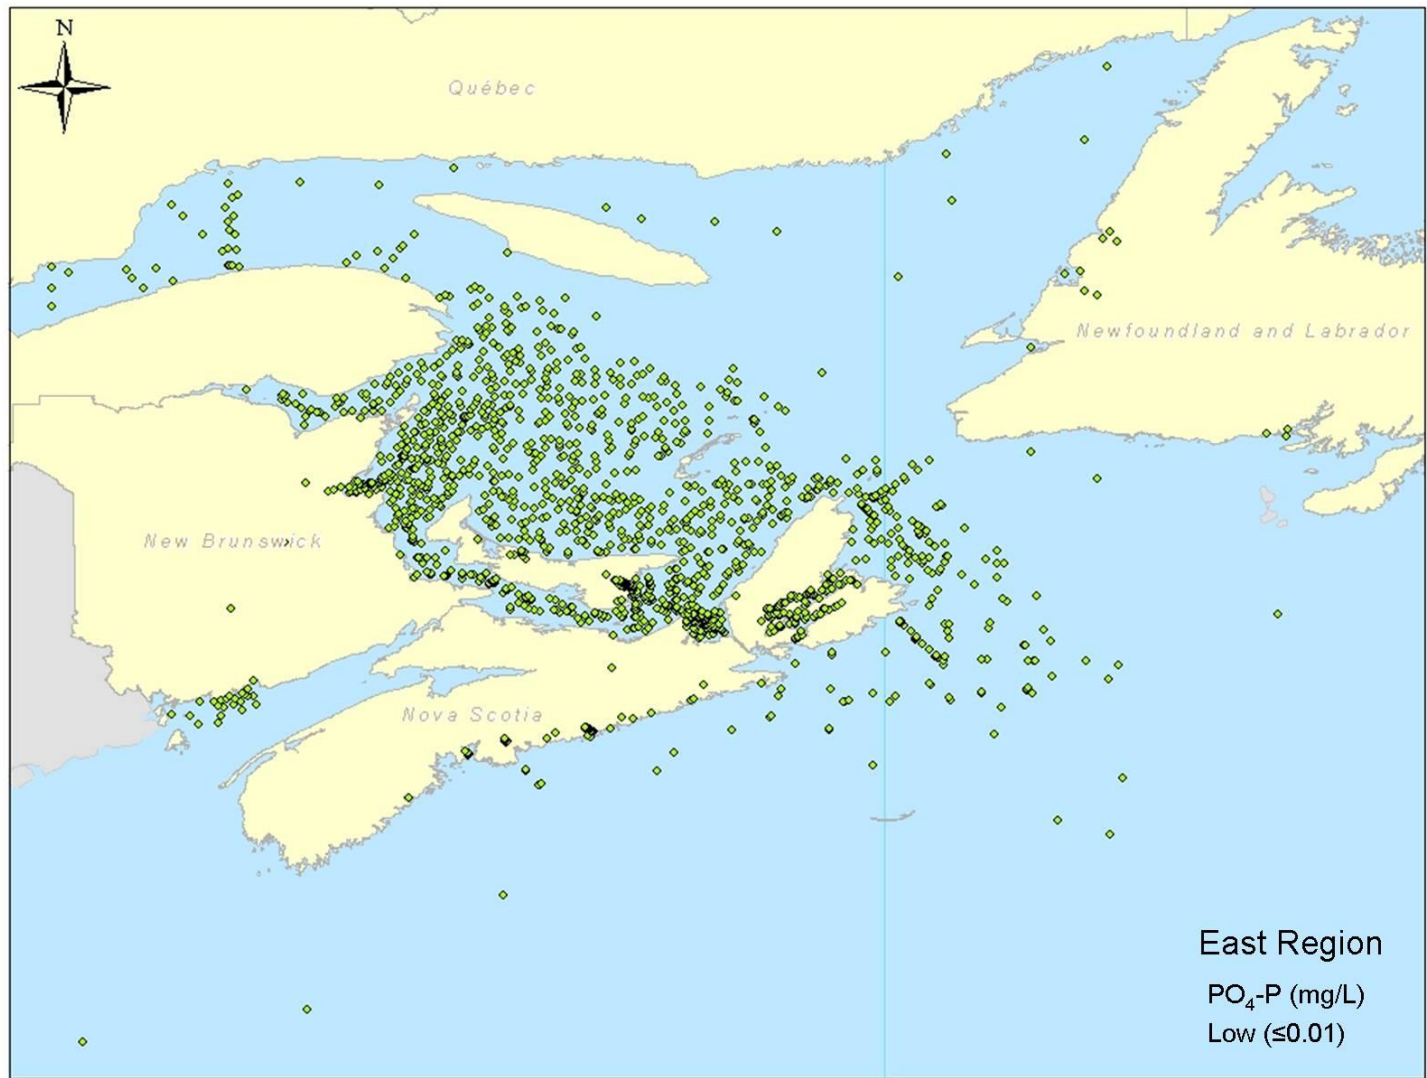 N
Québec
Newfoundland and Labrador
New Brunswick
Nova Scotia
East Region
PO₄-P (mg/L)
Low (≤0.01)